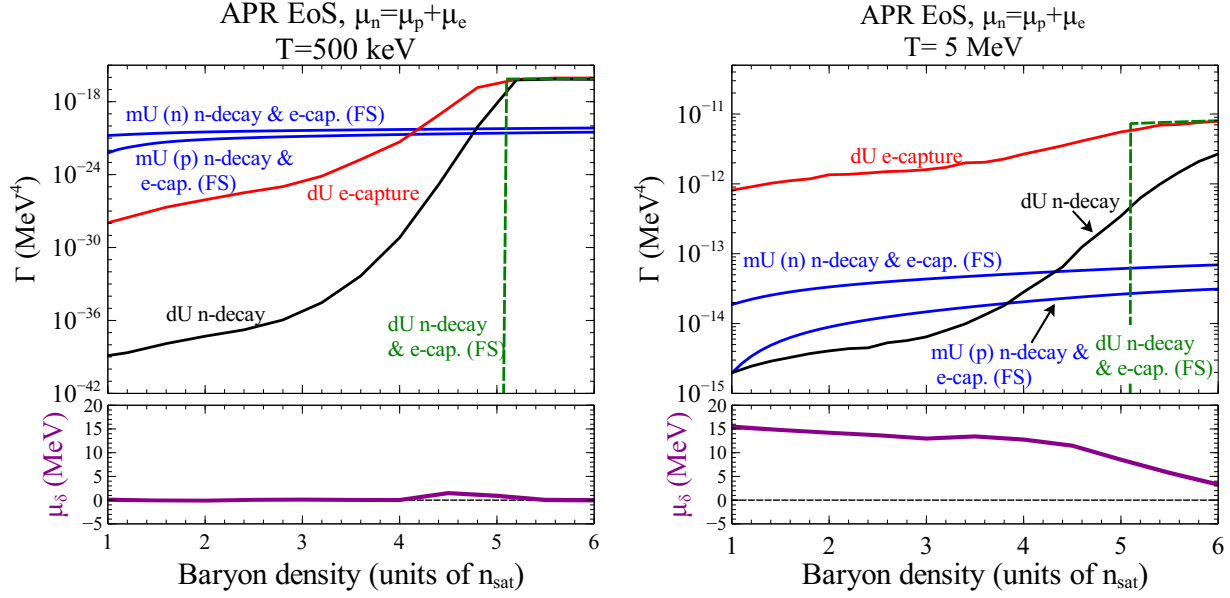 APR EoS, μn=μp+μe
T=500 keV
Γ (MeV⁴)
10⁻¹⁸
10⁻²⁴
10⁻³⁰
10⁻³⁶
10⁻⁴²
mU (n) n-decay & e-cap. (FS)
mU (p) n-decay &
e-cap. (FS)
dU e-capture
dU n-decay
dU n-decay
& e-cap. (FS)
μδ (MeV)
20
15
10
5
0
−5
1 2 3 4 5 6
Baryon density (units of nsat)
APR EoS, μn=μp+μe
T= 5 MeV
Γ (MeV⁴)
10⁻¹¹
10⁻¹²
10⁻¹³
10⁻¹⁴
10⁻¹⁵
dU e-capture
dU n-decay
mU (n) n-decay & e-cap. (FS)
mU (p) n-decay &
e-cap. (FS)
dU n-decay
& e-cap. (FS)
μδ (MeV)
20
15
10
5
0
−5
1 2 3 4 5 6
Baryon density (units of nsat)